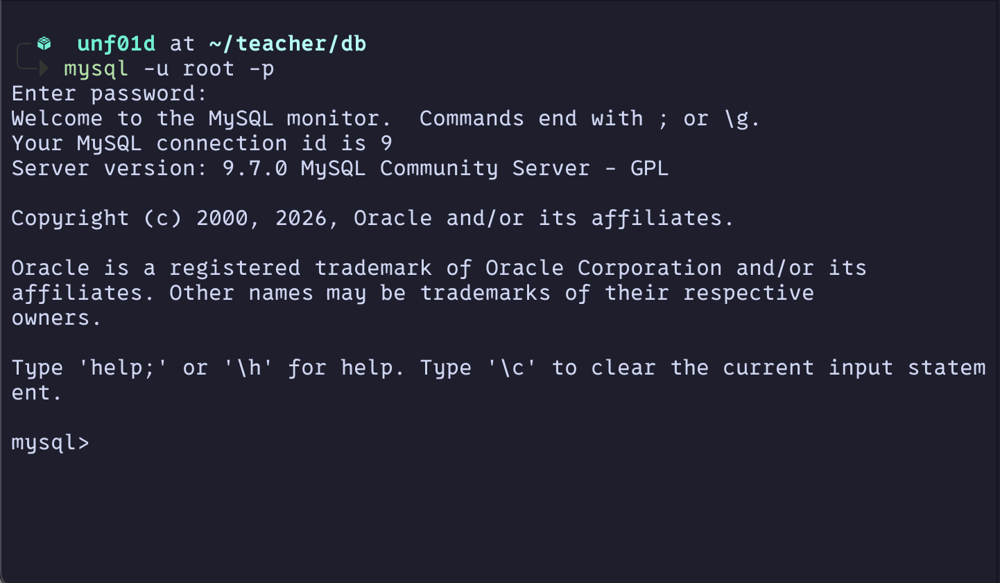 unf01d at ~/teacher/db
mysql -u root -p
Enter password:
Welcome to the MySQL monitor.  Commands end with ; or \g.
Your MySQL connection id is 9
Server version: 9.7.0 MySQL Community Server - GPL
Copyright (c) 2000, 2026, Oracle and/or its affiliates.
Oracle is a registered trademark of Oracle Corporation and/or its
affiliates. Other names may be trademarks of their respective
owners.
Type 'help;' or '\h' for help. Type '\c' to clear the current input statem
ent.
mysql>